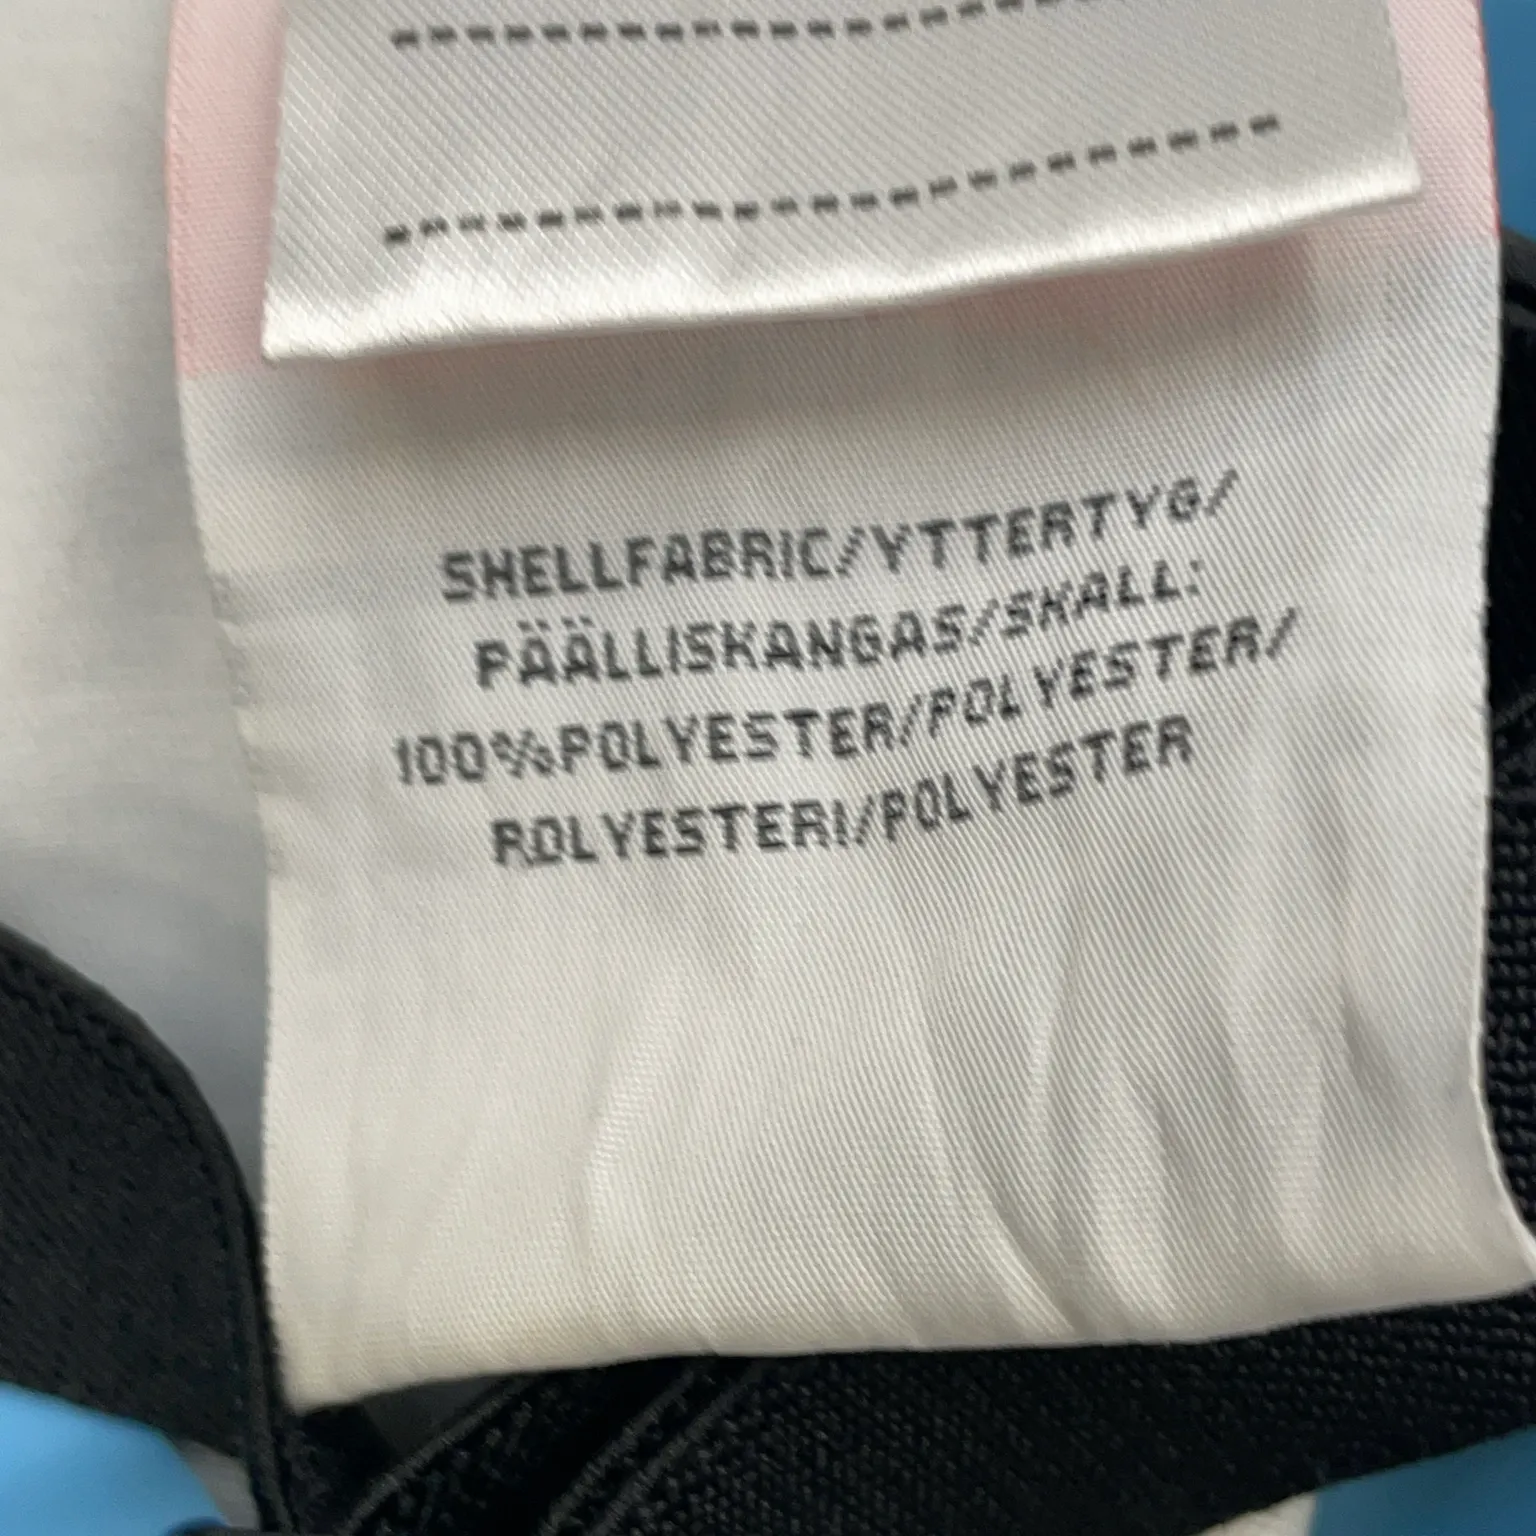 SHELLFABRIC/YTTERTYG/
PÄÄLLISKANGAS/SKALL:
100%POLYESTER/POLYESTER/
POLYESTERI/POLYESTER